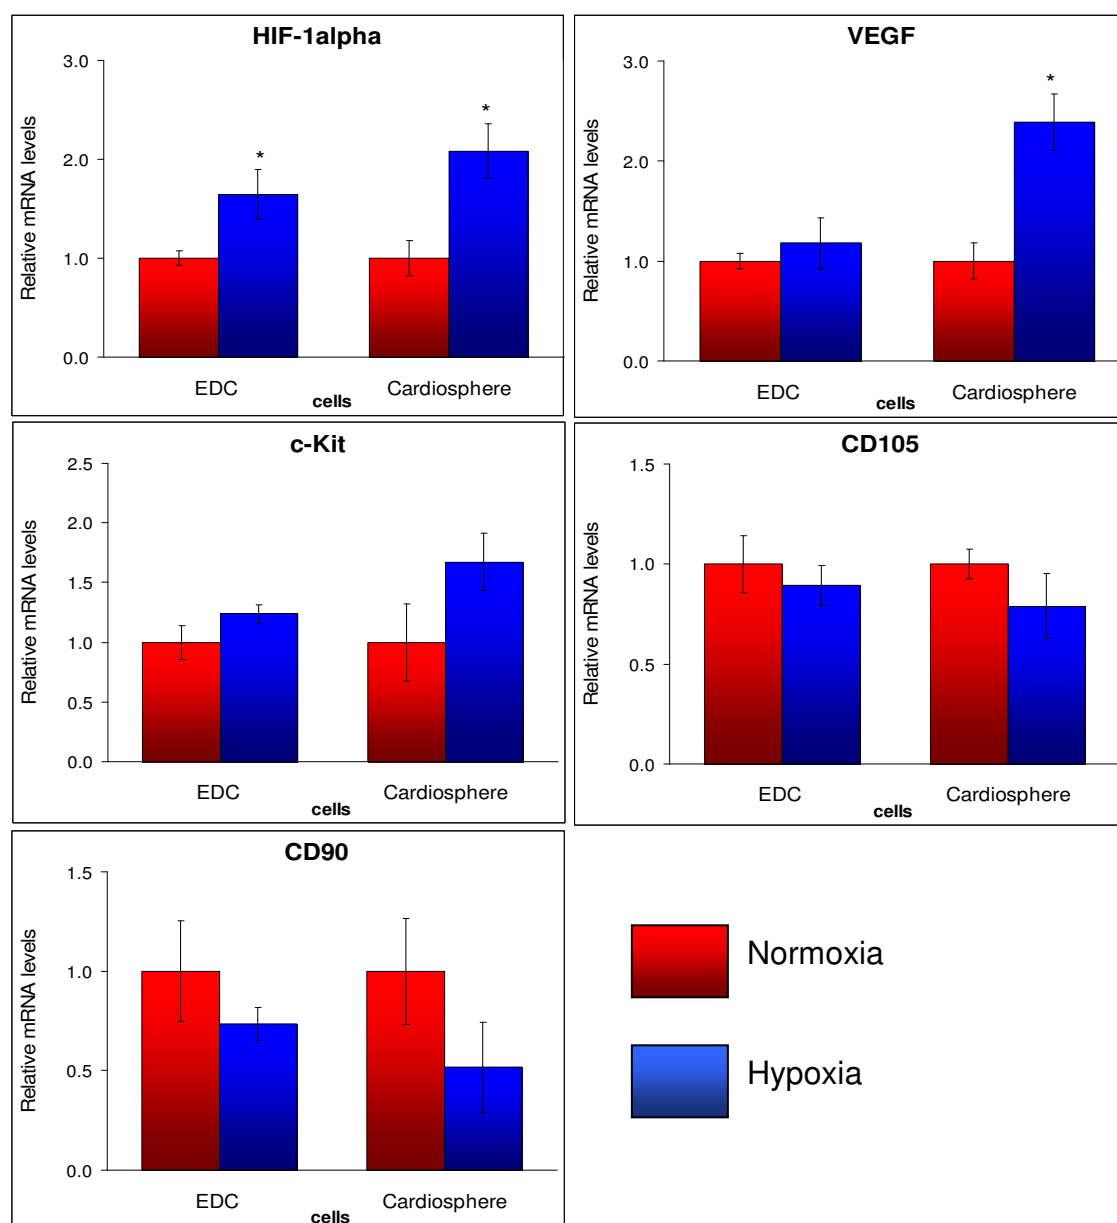 HIF-1alpha
Relative mRNA levels
3.0
*
*
2.0
1.0
0.0
EDC
Cardiosphere
cells
VEGF
Relative mRNA levels
3.0
*
2.0
1.0
0.0
EDC
Cardiosphere
cells
c-Kit
Relative mRNA levels
2.5
2.0
1.5
1.0
0.5
0.0
EDC
Cardiosphere
cells
CD105
Relative mRNA levels
1.5
1.0
0.5
0.0
EDC
Cardiosphere
cells
CD90
Relative mRNA levels
1.5
1.0
0.5
0.0
EDC
Cardiosphere
cells
Normoxia
Hypoxia